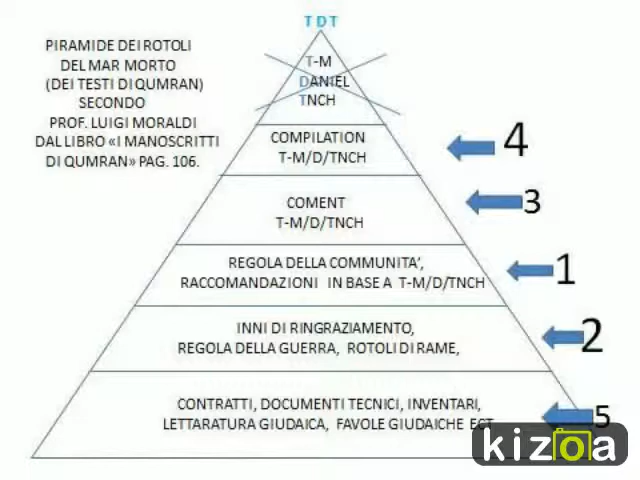 TDT
PIRAMIDE DEI ROTOLI
DEL MAR MORTO
(DEI TESTI DI QUMRAN)
SECONDO
PROF. LUIGI MORALDI
DAL LIBRO «I MANOSCRITTI
DI QUMRAN» PAG. 106.
T-M
DANIEL
TNCH
COMPILATION
T-M/D/TNCH
4
COMENT
T-M/D/TNCH
3
REGOLA DELLA COMMUNITA’,
RACCOMANDAZIONI IN BASE A T-M/D/TNCH
1
INNI DI RINGRAZIAMENTO,
REGOLA DELLA GUERRA, ROTOLI DI RAME,
2
CONTRATTI, DOCUMENTI TECNICI, INVENTARI,
LETTARATURA GIUDAICA, FAVOLE GIUDAICHE ECT
5
kizoa